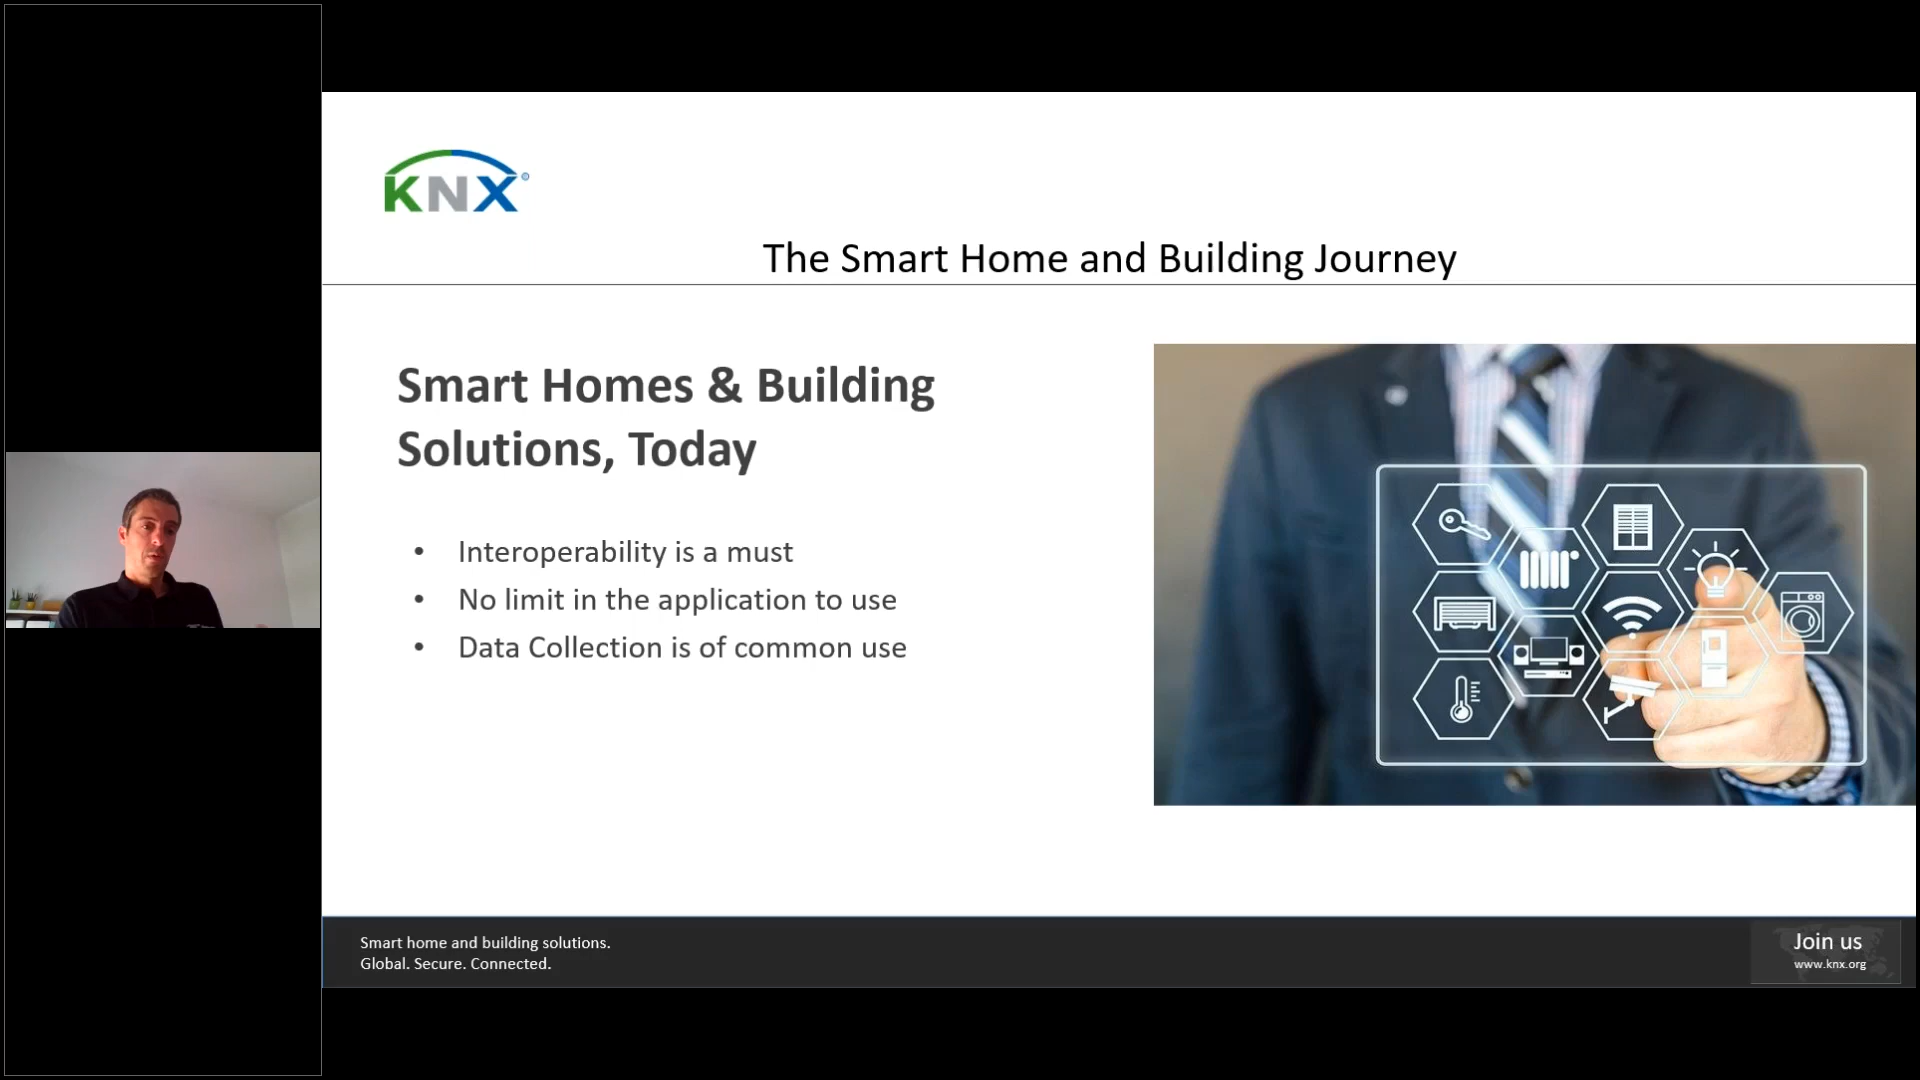 KNX
The Smart Home and Building Journey
Smart Homes & Building
Solutions, Today
• Interoperability is a must
• No limit in the application to use
• Data Collection is of common use
Smart home and building solutions.
Global. Secure. Connected.
Join us
www.knx.org